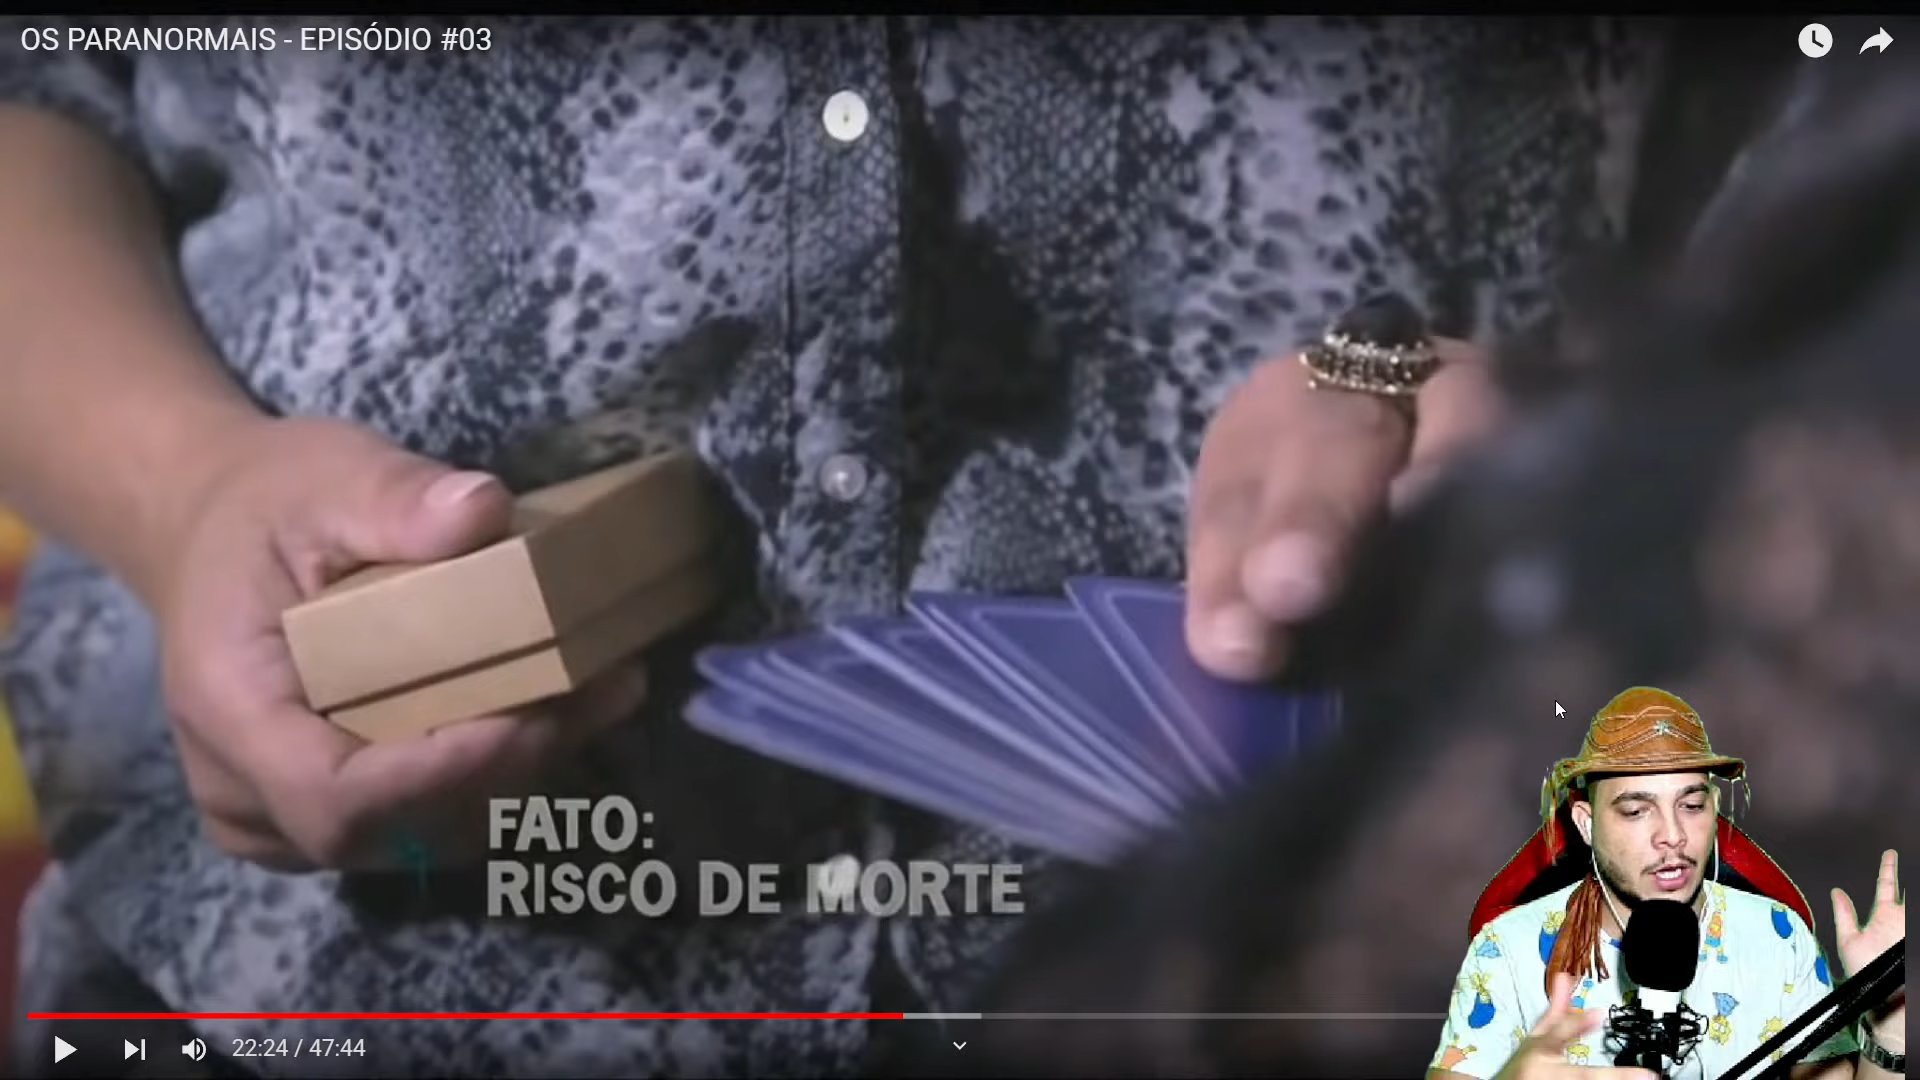 OS PARANORMAIS - EPISÓDIO #03
FATO:
RISCO DE MORTE
22:24 / 47:44